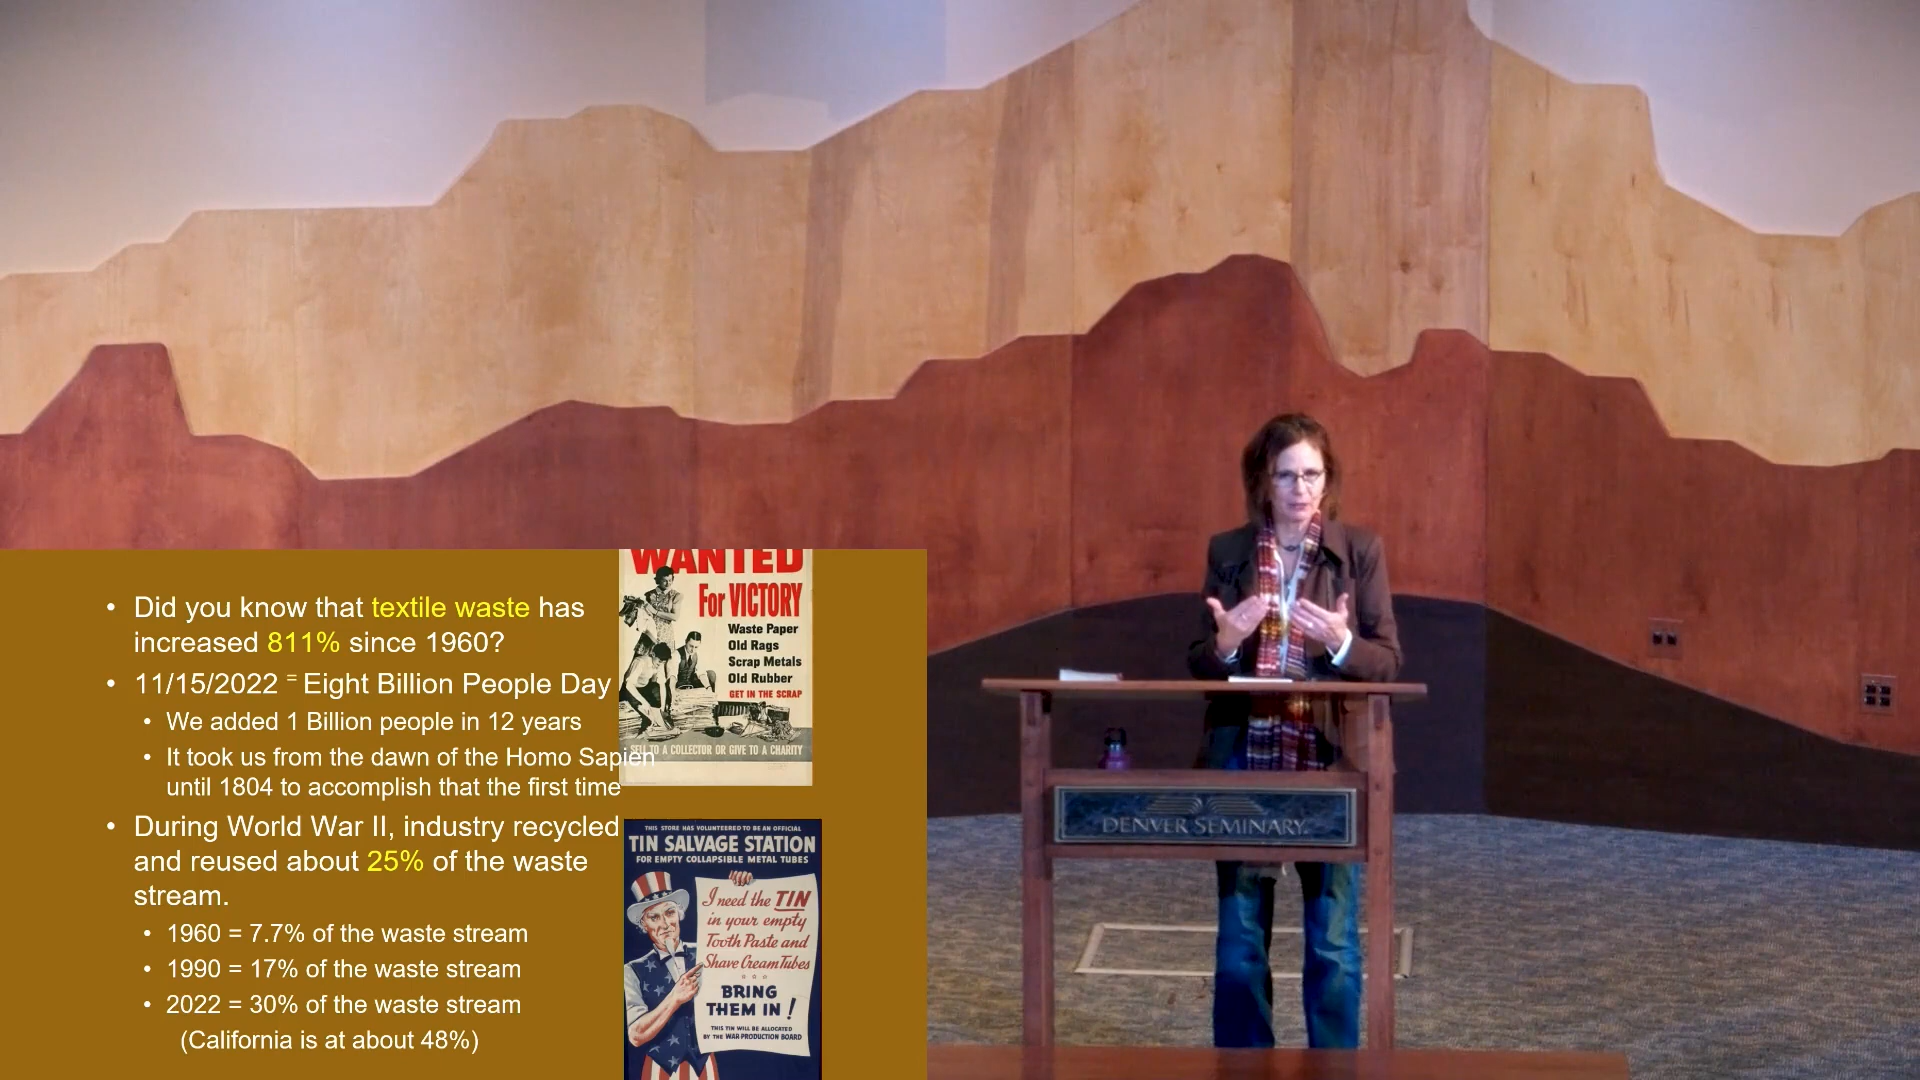 • Did you know that textile waste has
increased 811% since 1960?
• 11/15/2022 = Eight Billion People Day
• We added 1 Billion people in 12 years
• It took us from the dawn of the Homo Sapien
until 1804 to accomplish that the first time
• During World War II, industry recycled
and reused about 25% of the waste
stream.
• 1960 = 7.7% of the waste stream
• 1990 = 17% of the waste stream
• 2022 = 30% of the waste stream
(California is at about 48%)
WANTED
For VICTORY
Waste Paper
Old Rags
Scrap Metals
Old Rubber
GET IN THE SCRAP
SELL TO A COLLECTOR OR GIVE TO A CHARITY
THIS STORE HAS VOLUNTEERED TO BE AN OFFICIAL
TIN SALVAGE STATION
FOR EMPTY COLLAPSIBLE METAL TUBES
I need the TIN
in your empty
Tooth Paste and
Shave Cream Tubes
BRING
THEM IN!
THIS TIN WILL BE ALLOCATED
BY THE WAR PRODUCTION BOARD
DENVER SEMINARY